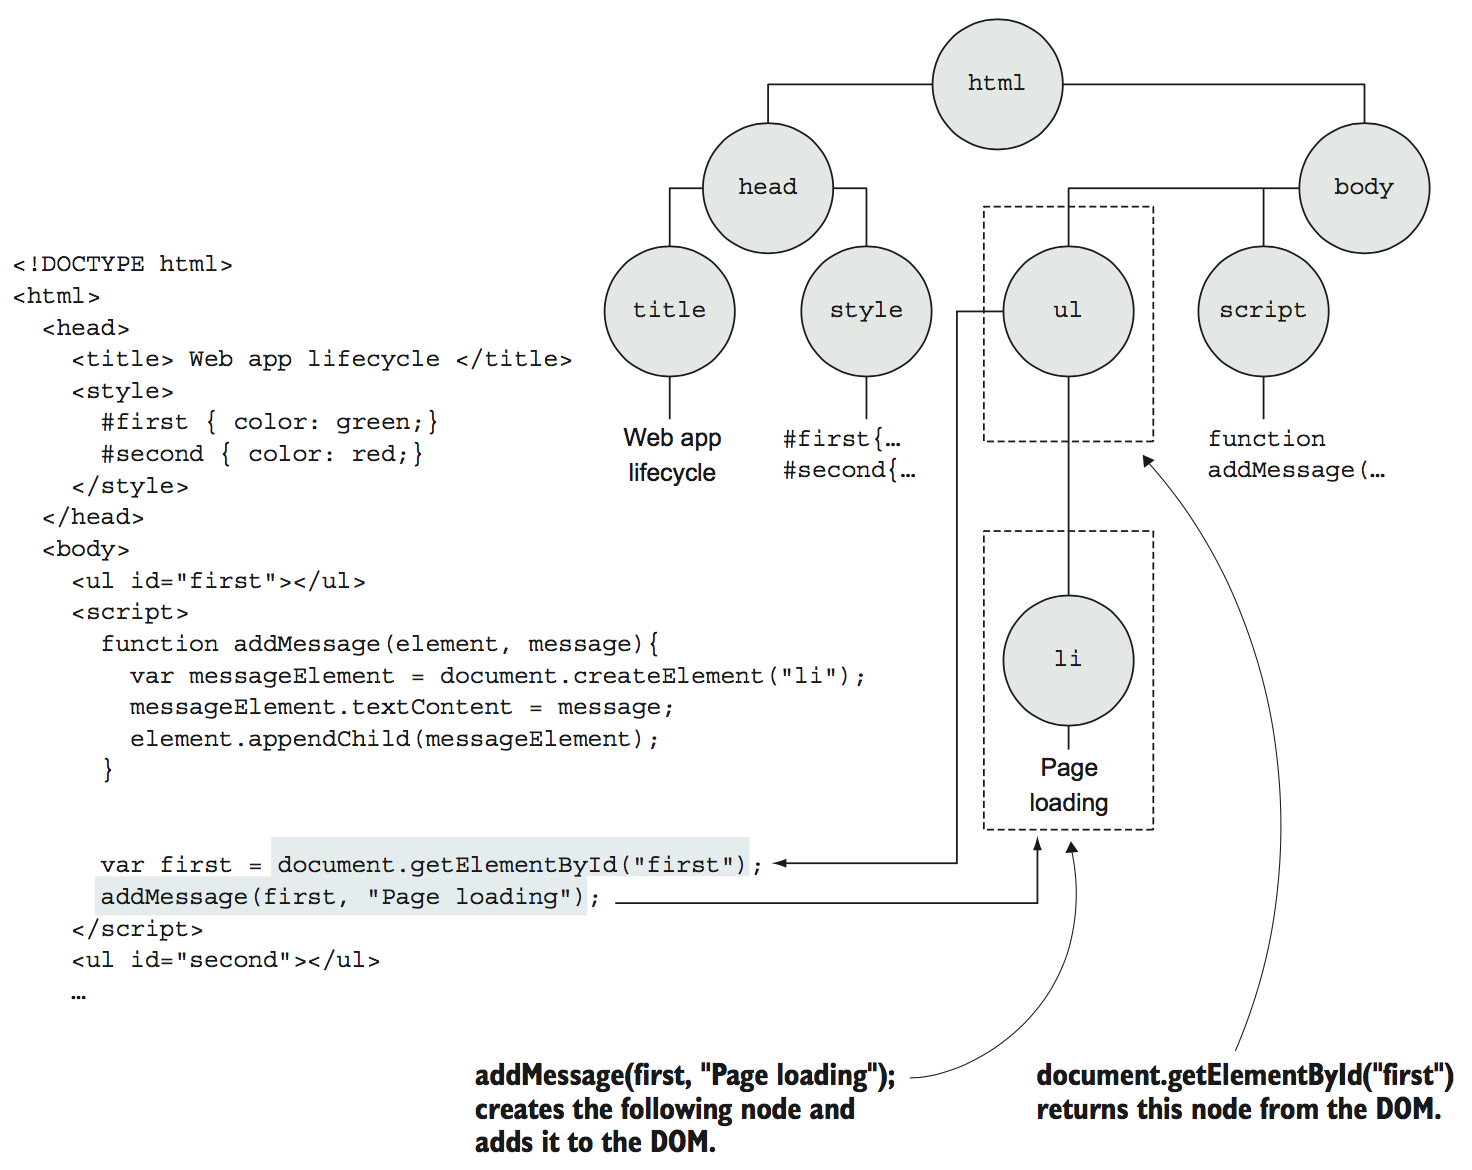 html
head
body
title
style
ul
script
Web app
lifecycle
#first{…
#second{…
function
addMessage(…
li
Page
loading
<!DOCTYPE html>
<html>
<head>
<title> Web app lifecycle </title>
<style>
#first { color: green;}
#second { color: red;}
</style>
</head>
<body>
<ul id="first"></ul>
<script>
function addMessage(element, message){
var messageElement = document.createElement("li");
messageElement.textContent = message;
element.appendChild(messageElement);
}
var first = document.getElementById("first");
addMessage(first, "Page loading");
</script>
<ul id="second"></ul>
…
addMessage(first, "Page loading");
creates the following node and
adds it to the DOM.
document.getElementById("first")
returns this node from the DOM.